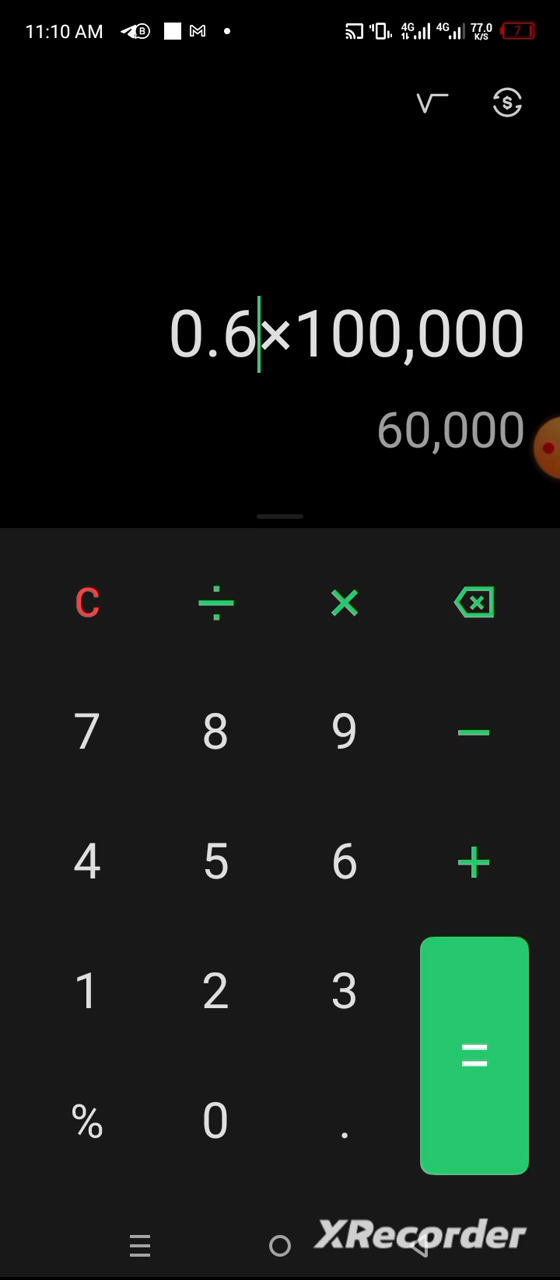 11:10 AM 4G 4G 77.0 K/S 7
0.6×100,000
60,000
C ÷ ×
7 8 9 −
4 5 6 +
1 2 3
=
% 0 .
XRecorder